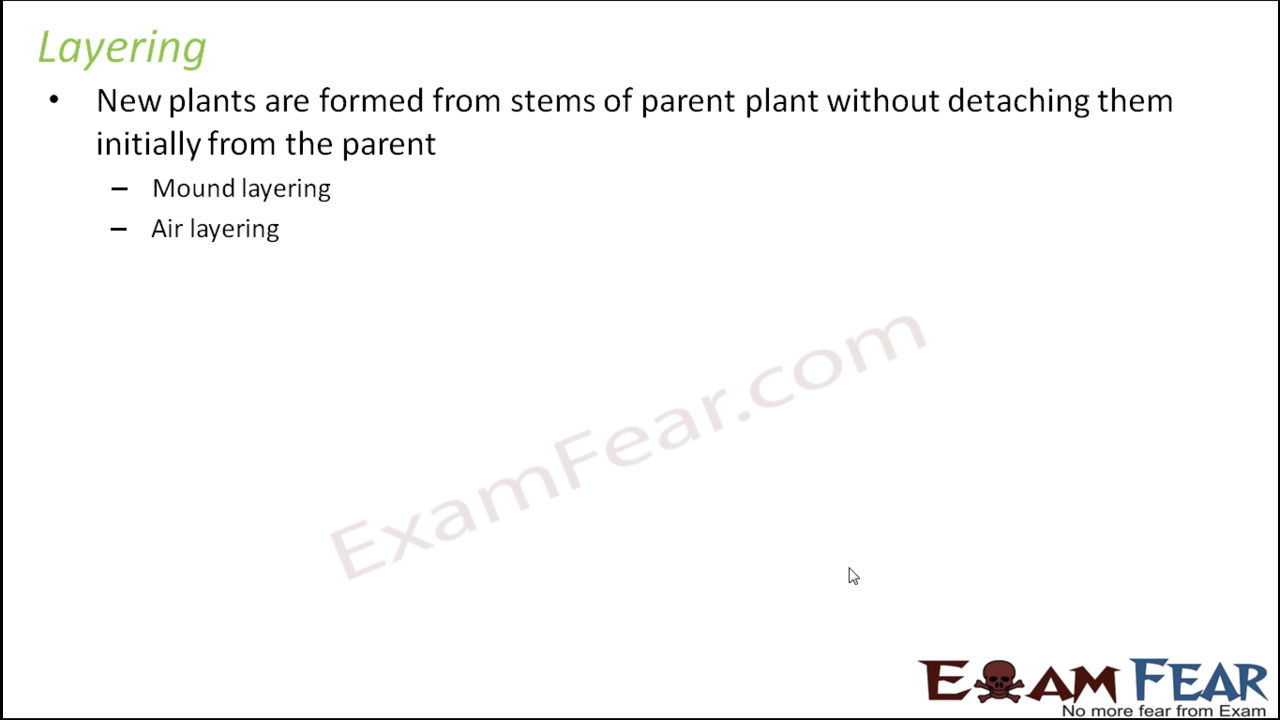 Layering
• New plants are formed from stems of parent plant without detaching them
initially from the parent
– Mound layering
– Air layering
ExamFear.com
EXAM FEAR
No more fear from Exam